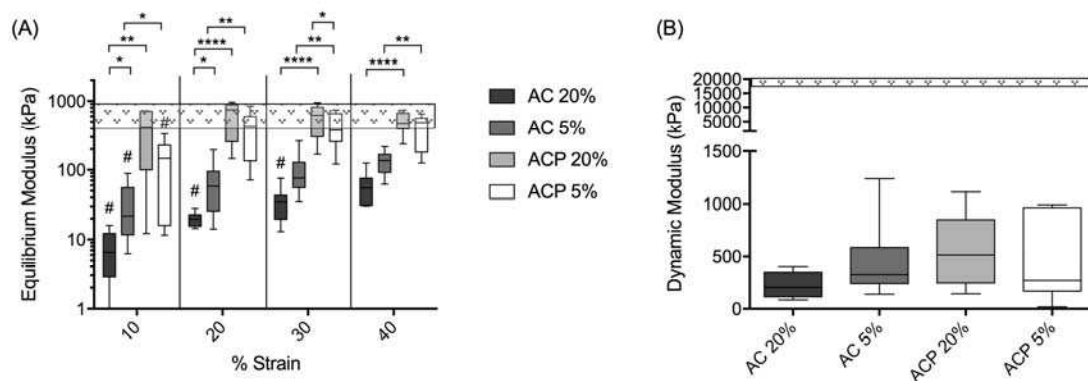 (A)
*
**
****
*
**
**
*
**
*
****
**
****
**
*
1000
100
10
1
Equilibrium Modulus (kPa)
#
#
#
#
#
10
20
30
40
% Strain
AC 20%
AC 5%
ACP 20%
ACP 5%
(B)
20000
15000
10000
5000
1500
1000
500
0
Dynamic Modulus (kPa)
AC 20%
AC 5%
ACP 20%
ACP 5%